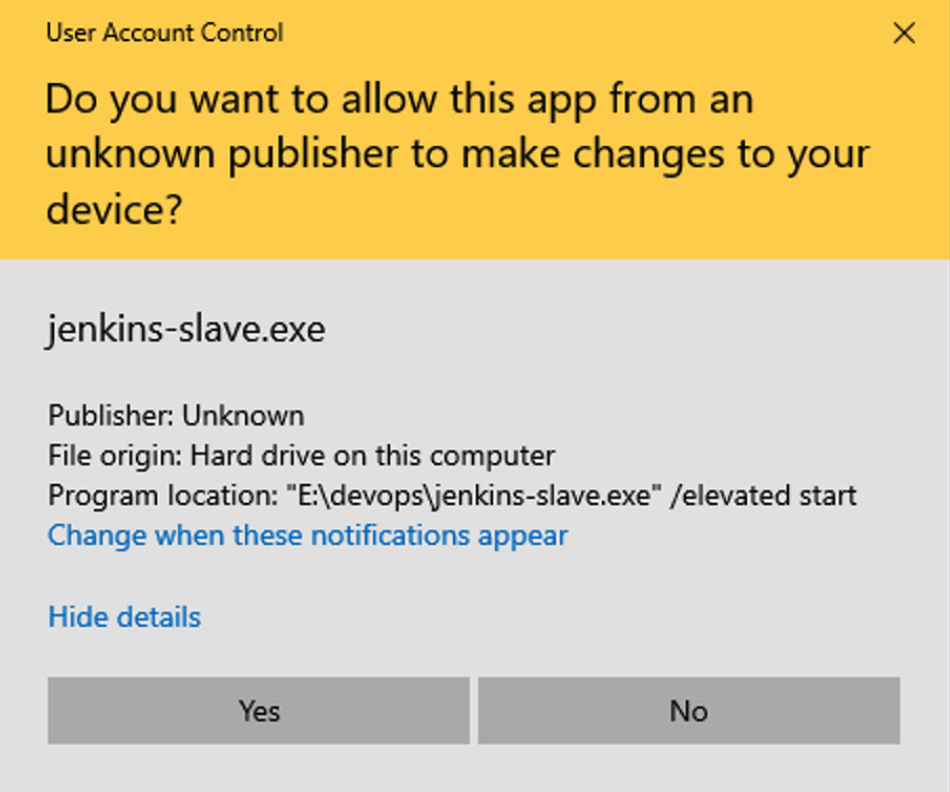 User Account Control
Do you want to allow this app from an
unknown publisher to make changes to your
device?
jenkins-slave.exe
Publisher: Unknown
File origin: Hard drive on this computer
Program location: "E:\devops\jenkins-slave.exe" /elevated start
Change when these notifications appear
Hide details
Yes
No